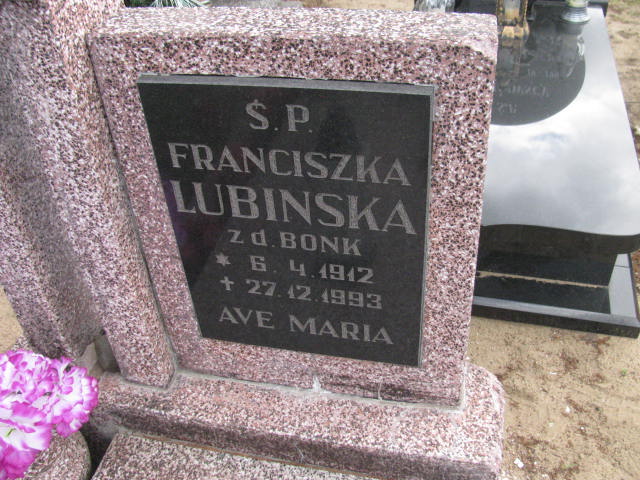 Ś. P.
FRANCISZKA
LUBINSKA
Z d. BONK
* 6. 4. 1912
+ 27. 12. 1993
AVE MARIA